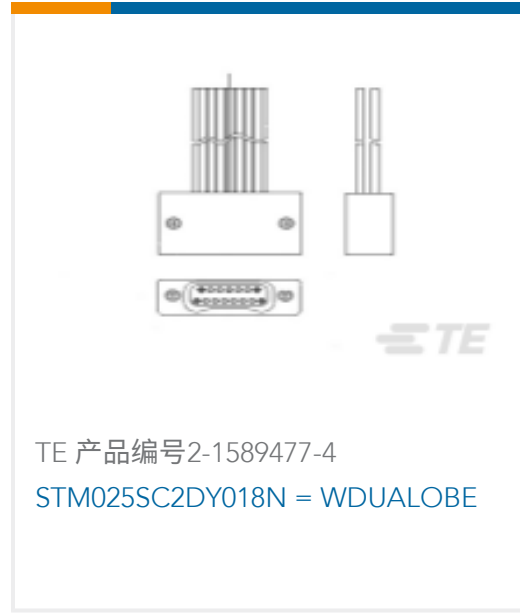 TE
TE 产品编号2-1589477-4
STM025SC2DY018N = WDUALOBE